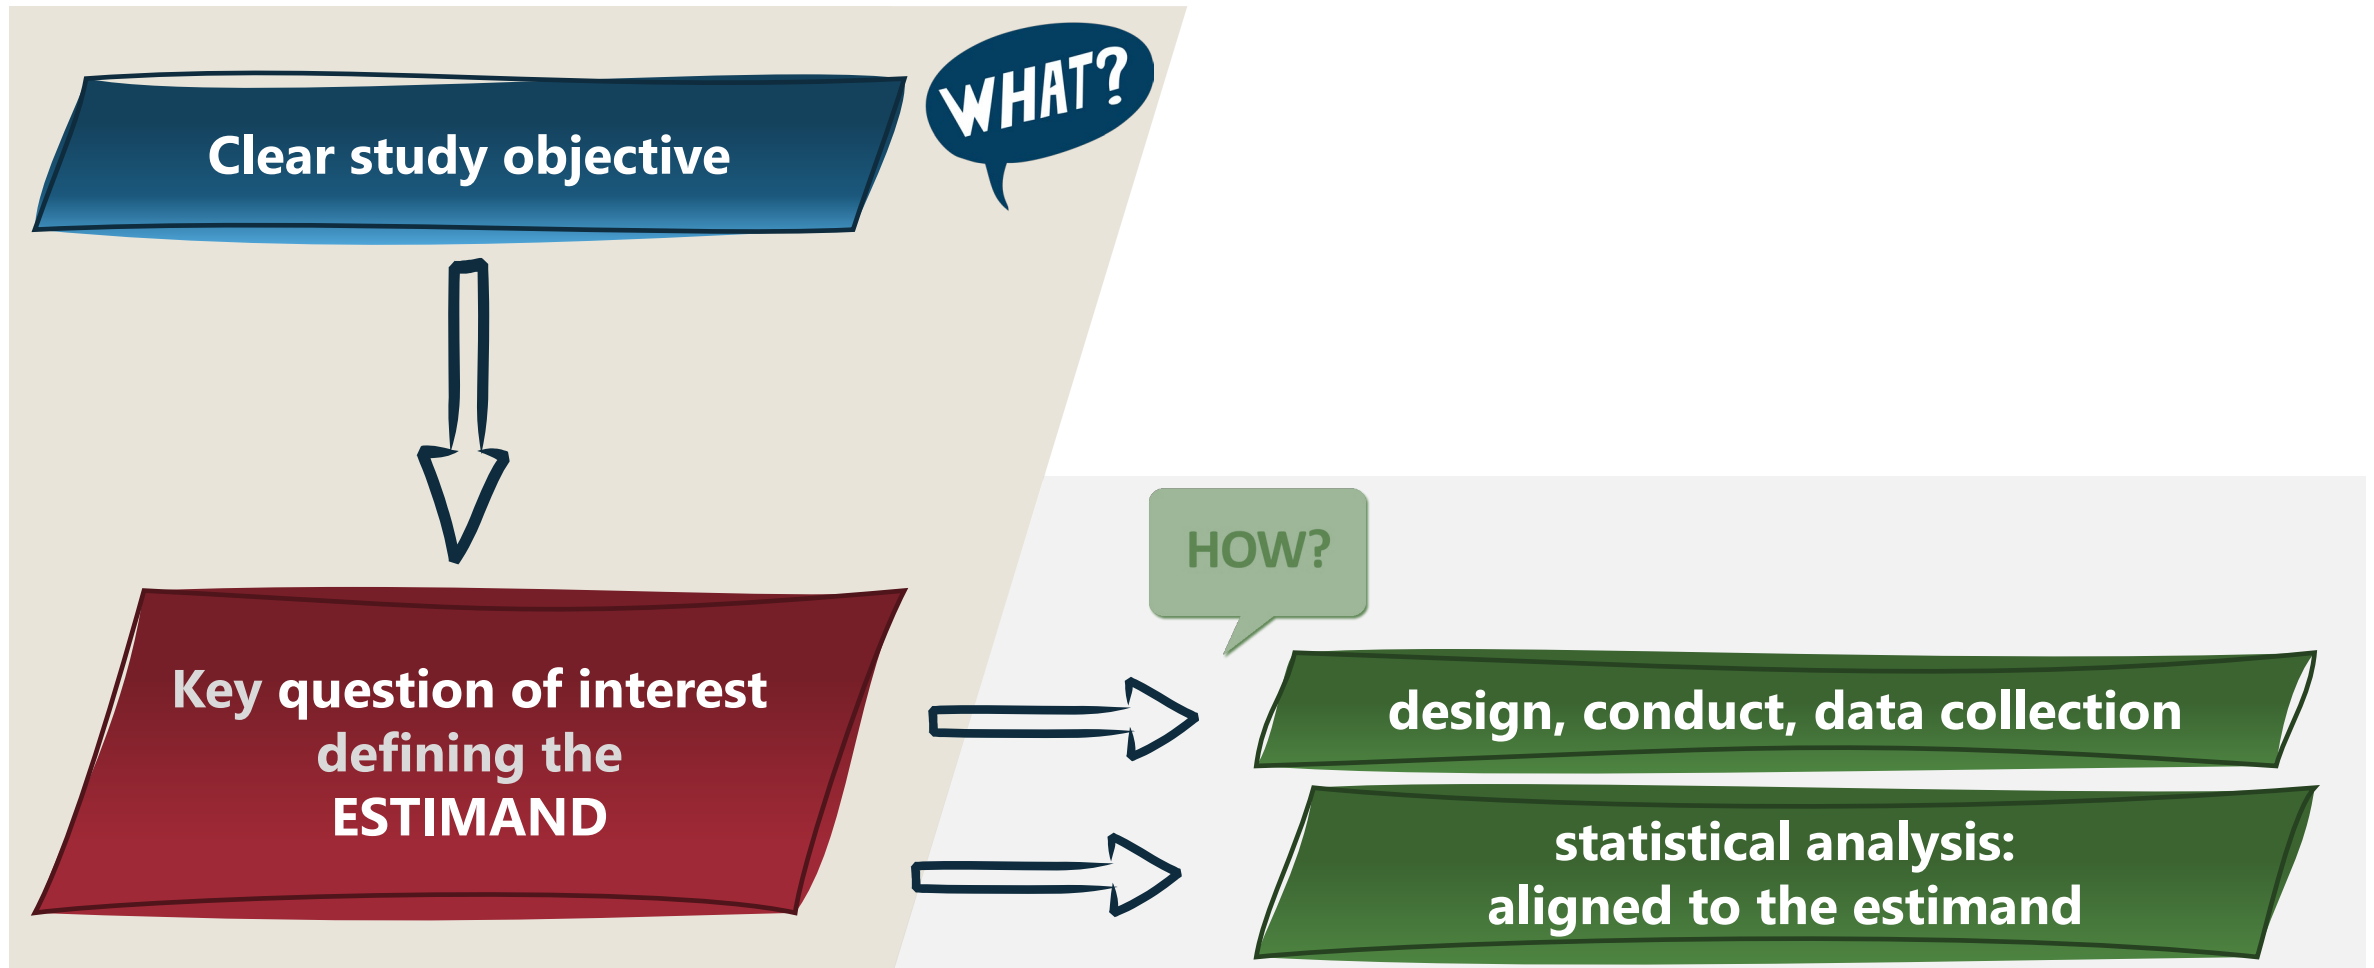 Clear study objective
WHAT?
Key question of interest
defining the
ESTIMAND
HOW?
design, conduct, data collection
statistical analysis:
aligned to the estimand